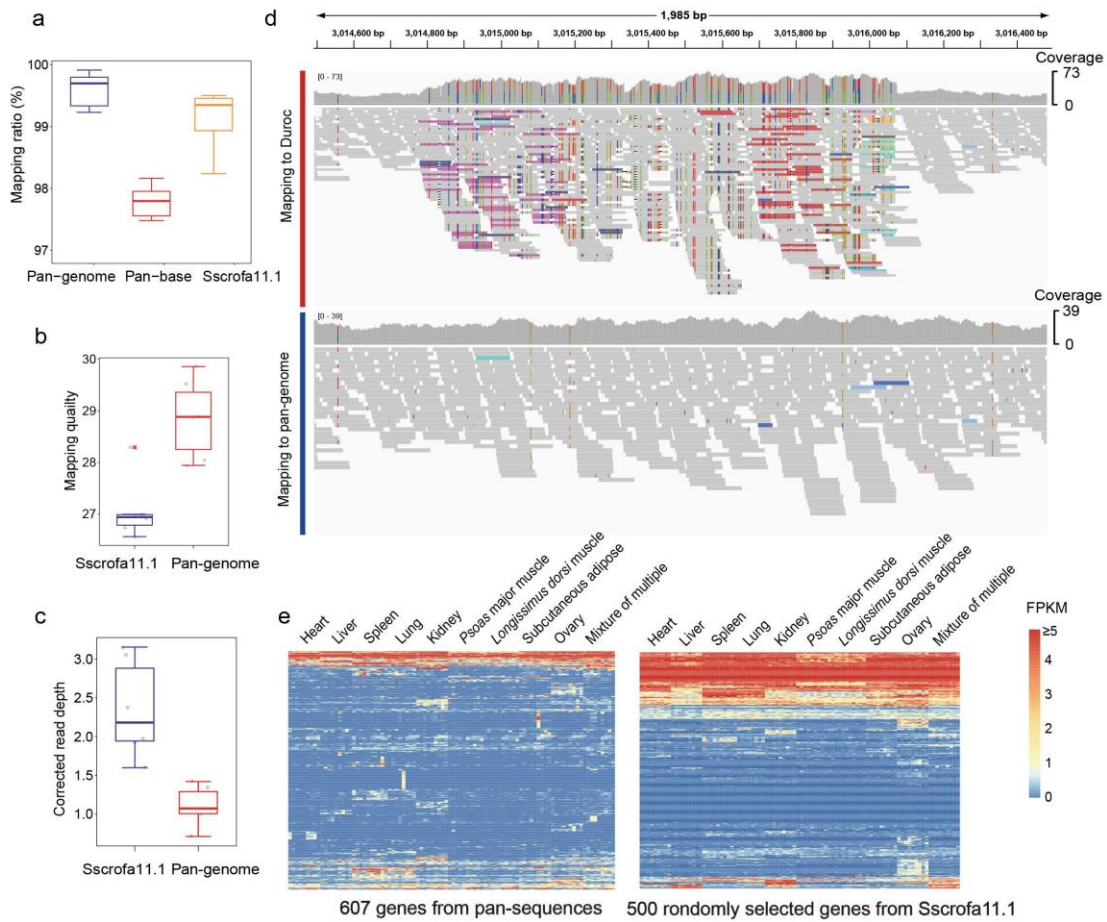 a
Mapping ratio (%)
100
99
98
97
Pan-genome Pan-base Sscrofa11.1
b
Mapping quality
30
29
28
27
Sscrofa11.1 Pan-genome
c
Corrected read depth
3.0
2.5
2.0
1.5
1.0
Sscrofa11.1 Pan-genome
d
1,985 bp
3,014,600 bp 3,014,800 bp 3,015,000 bp 3,015,200 bp 3,015,400 bp 3,015,600 bp 3,015,800 bp 3,016,000 bp 3,016,200 bp 3,016,400 bp
Coverage
[0 - 73]
73
0
Mapping to Duroc
Coverage
[0 - 39]
39
0
Mapping to pan-genome
e
Heart Liver Spleen Lung Kidney Psoas major muscle Longissimus dorsi muscle Subcutaneous adipose Ovary Mixture of multiple
Heart Liver Spleen Lung Kidney Psoas major muscle Longissimus dorsi muscle Subcutaneous adipose Ovary Mixture of multiple
FPKM
≥5
4
3
2
1
0
607 genes from pan-sequences
500 rondomly selected genes from Sscrofa11.1